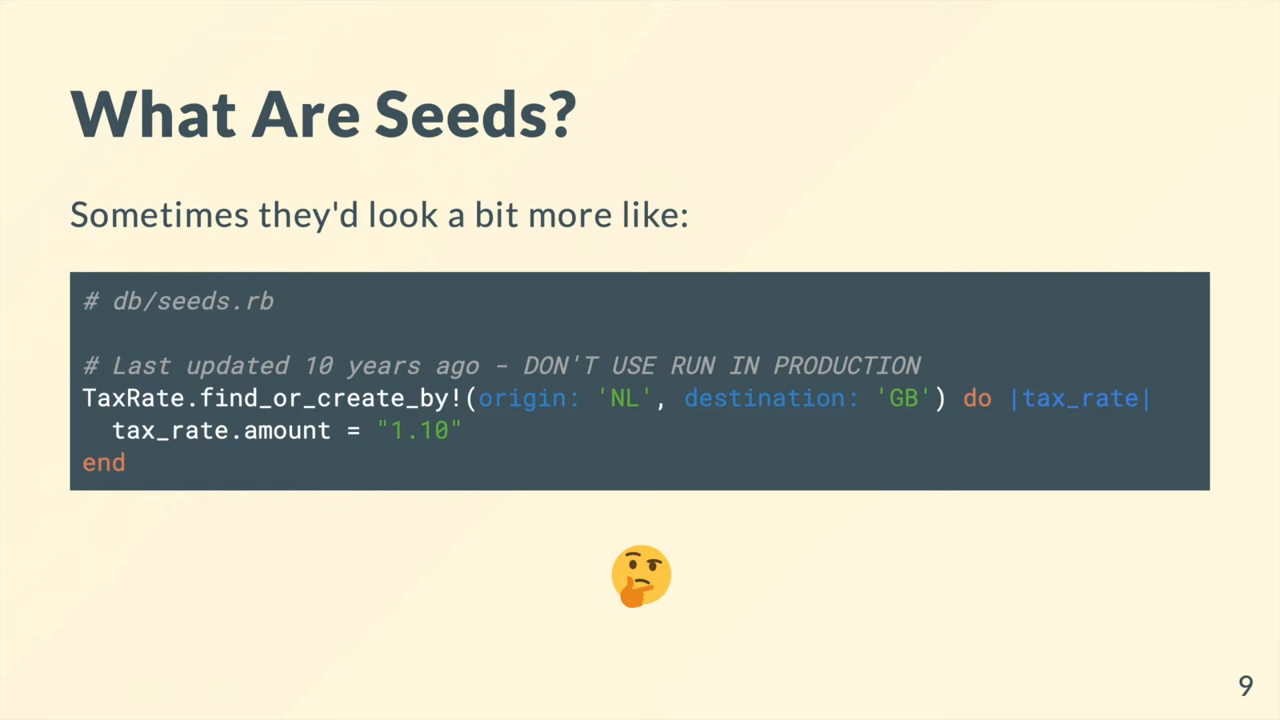 What Are Seeds?
Sometimes they'd look a bit more like:
# db/seeds.rb
# Last updated 10 years ago - DON'T USE RUN IN PRODUCTION
TaxRate.find_or_create_by!(origin: 'NL', destination: 'GB') do |tax_rate|
  tax_rate.amount = "1.10"
end
9